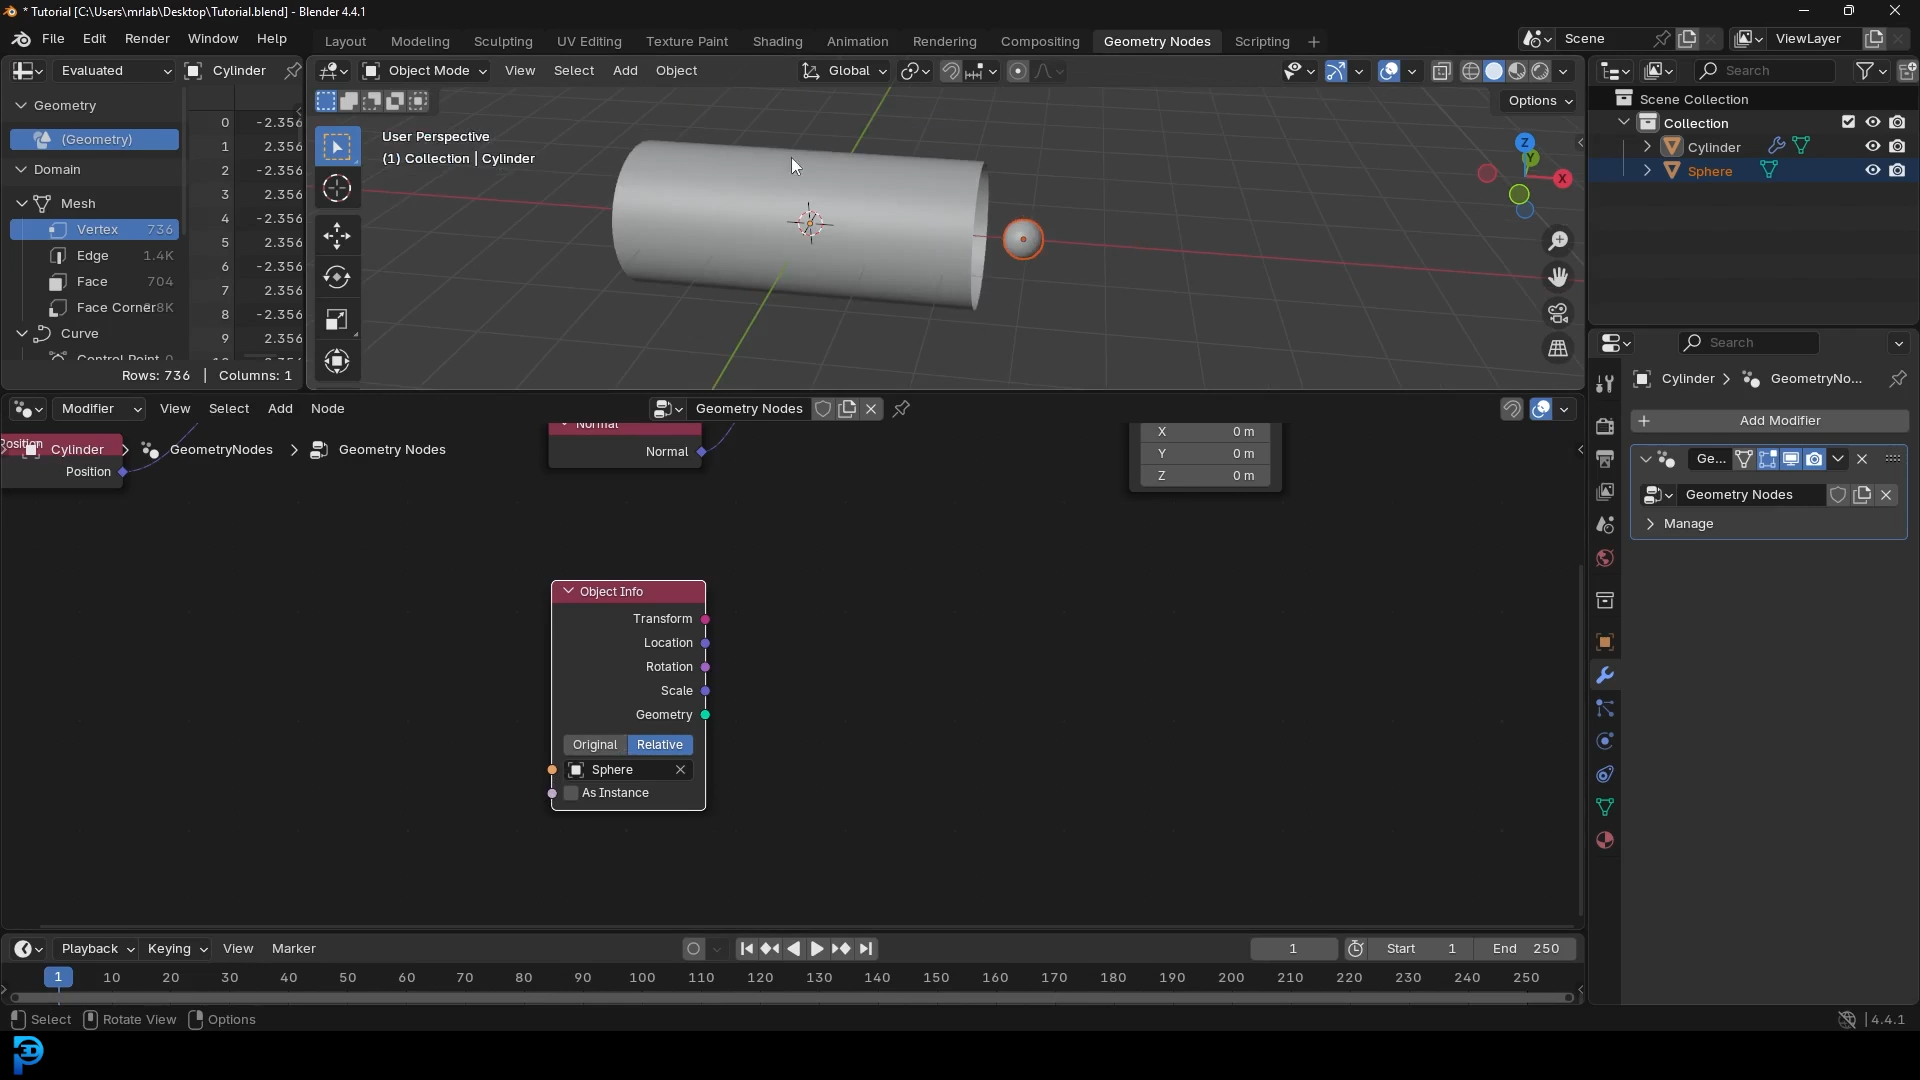 * Tutorial [C:\Users\mrlab\Desktop\Tutorial.blend] - Blender 4.4.1
File Edit Render Window Help
Layout Modeling Sculpting UV Editing Texture Paint Shading Animation Rendering Compositing Geometry Nodes Scripting +
Scene
ViewLayer
Evaluated
Cylinder
Object Mode View Select Add Object
Global
Search
Options
Geometry
(Geometry)
Domain
Mesh
Vertex 736
Edge 1.4K
Face 704
Face Corner
Curve
Control Point 0
0 -2.356
1 2.356
2 -2.356
3 2.356
4 -2.356
5 2.356
6 -2.356
7 2.356
8 -2.356
9 2.356
Rows: 736 | Columns: 1
User Perspective
(1) Collection | Cylinder
Z
Y
X
Scene Collection
Collection
Cylinder
Sphere
Search
Cylinder > GeometryNo...
Add Modifier
Ge...
Geometry Nodes
Manage
Modifier View Select Add Node
Geometry Nodes
Position
Cylinder > GeometryNodes > Geometry Nodes
Position
Normal
Normal
X 0 m
Y 0 m
Z 0 m
Object Info
Transform
Location
Rotation
Scale
Geometry
Original Relative
Sphere
As Instance
Playback Keying View Marker
1
Start 1
End 250
1 10 20 30 40 50 60 70 80 90 100 110 120 130 140 150 160 170 180 190 200 210 220 230 240 250
Select Rotate View Options
4.4.1